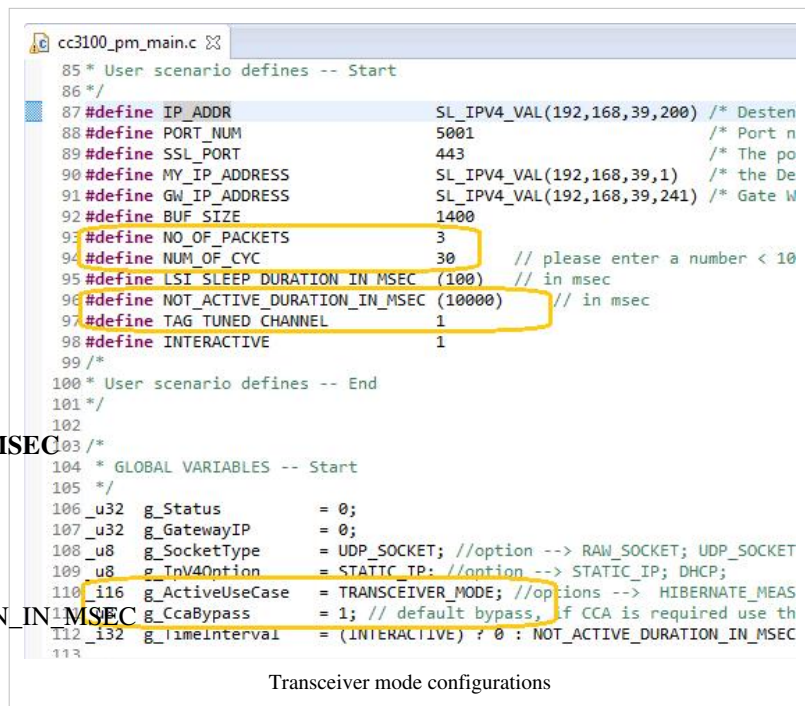 cc3100_pm_main.c
85 * User scenario defines -- Start
86 */
87 #define IP_ADDR SL_IPV4_VAL(192,168,39,200) /* Desten
88 #define PORT_NUM 5001 /* Port n
89 #define SSL_PORT 443 /* The po
90 #define MY_IP_ADDRESS SL_IPV4_VAL(192,168,39,1) /* the De
91 #define GW_IP_ADDRESS SL_IPV4_VAL(192,168,39,241) /* Gate W
92 #define BUF_SIZE 1400
93 #define NO_OF_PACKETS 3
94 #define NUM_OF_CYC 30 // please enter a number < 10
95 #define LSI_SLEEP_DURATION_IN_MSEC (100) // in msec
96 #define NOT_ACTIVE_DURATION_IN_MSEC (10000) // in msec
97 #define TAG_TUNED_CHANNEL 1
98 #define INTERACTIVE 1
99 /*
100 * User scenario defines -- End
101 */
102
MSEC
103 /*
104 * GLOBAL VARIABLES -- Start
105 */
106 _u32 g_Status = 0;
107 _u32 g_GatewayIP = 0;
108 _u8 g_SocketType = UDP_SOCKET; //option --> RAW_SOCKET; UDP_SOCKET
109 _u8 g_IpV4Option = STATIC_IP; //option --> STATIC_IP; DHCP;
110 _i16 g_ActiveUseCase = TRANSCEIVER_MODE; //options --> HIBERNATE_MEAS
N_IN_MSEC
g_CcaBypass = 1; // default bypass, if CCA is required use th
112 _i32 g_TimeInterval = (INTERACTIVE) ? 0 : NOT_ACTIVE_DURATION_IN_MSEC
113
Transceiver mode configurations